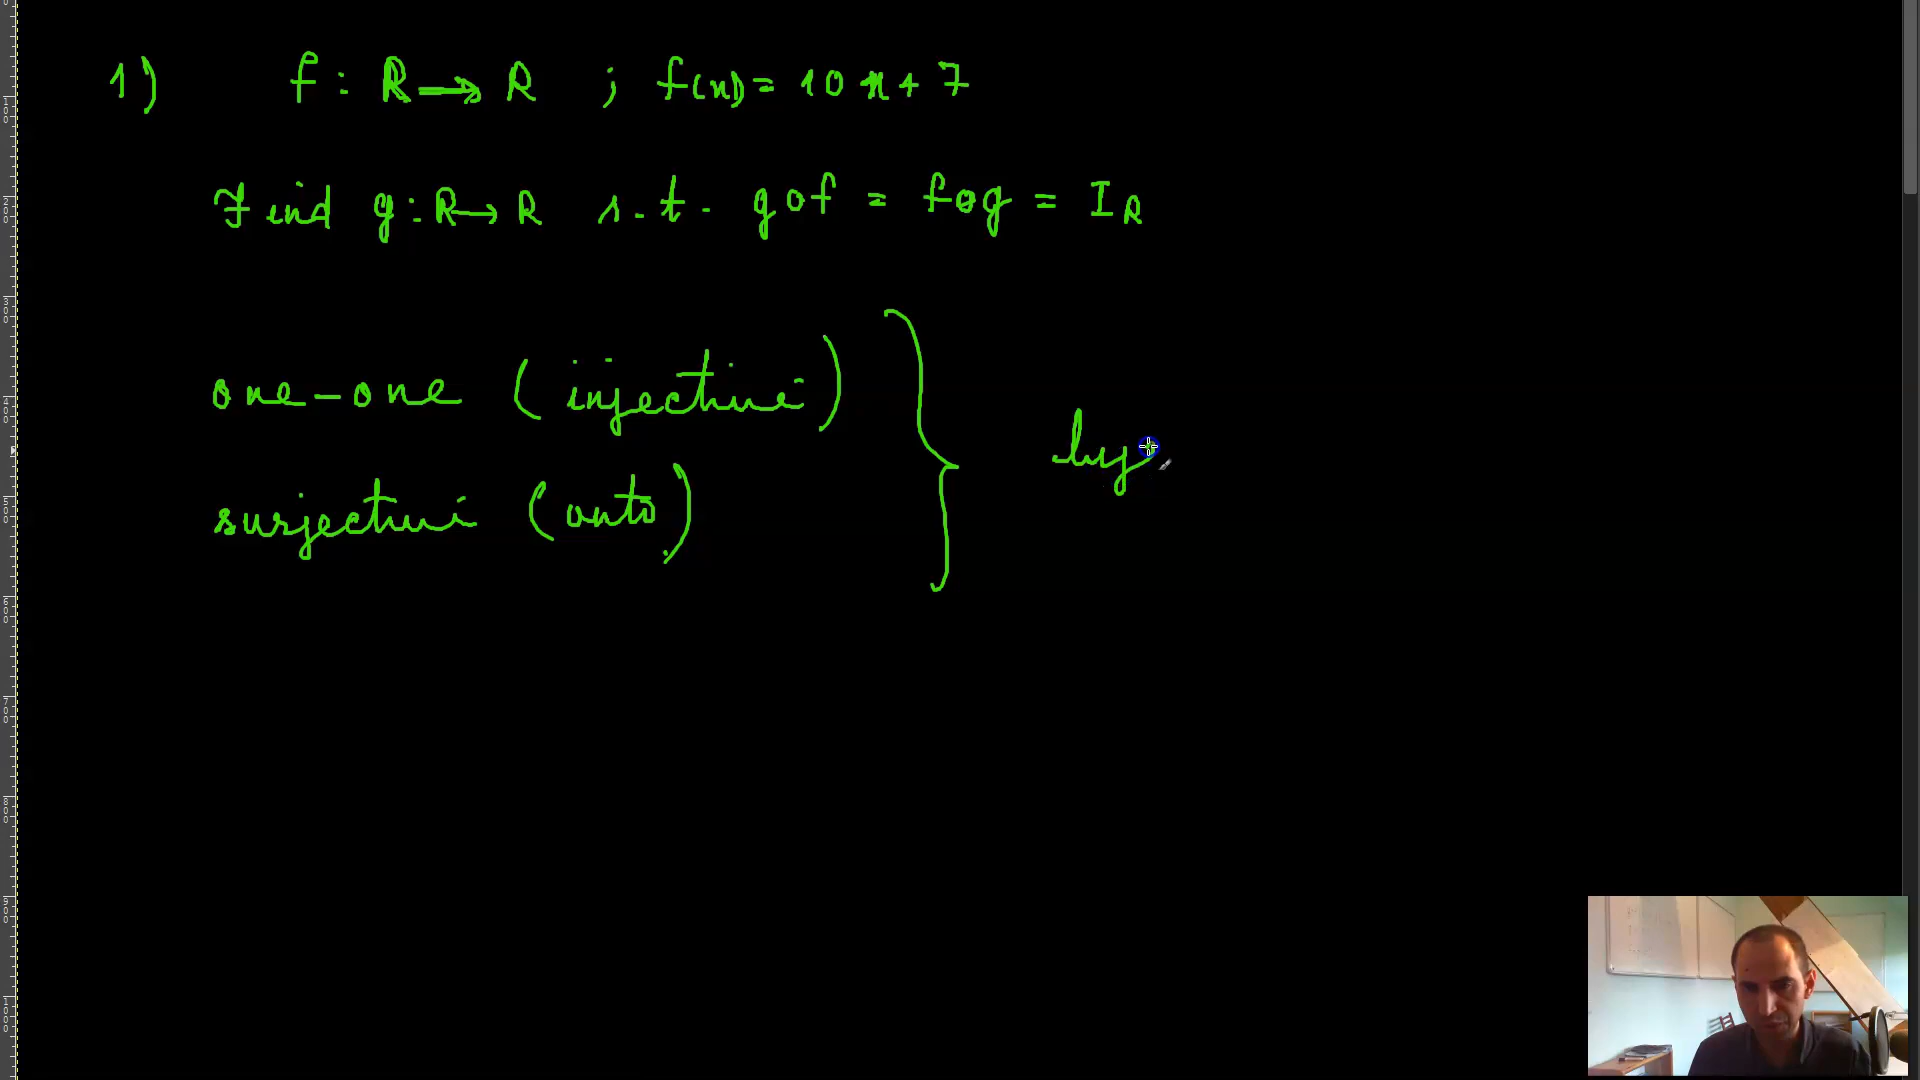 1) f : R → R ; f(x) = 10x + 7
Find g : R → R s.t. gof = fog = I_R
one-one (injective)
surjective (onto)
bij